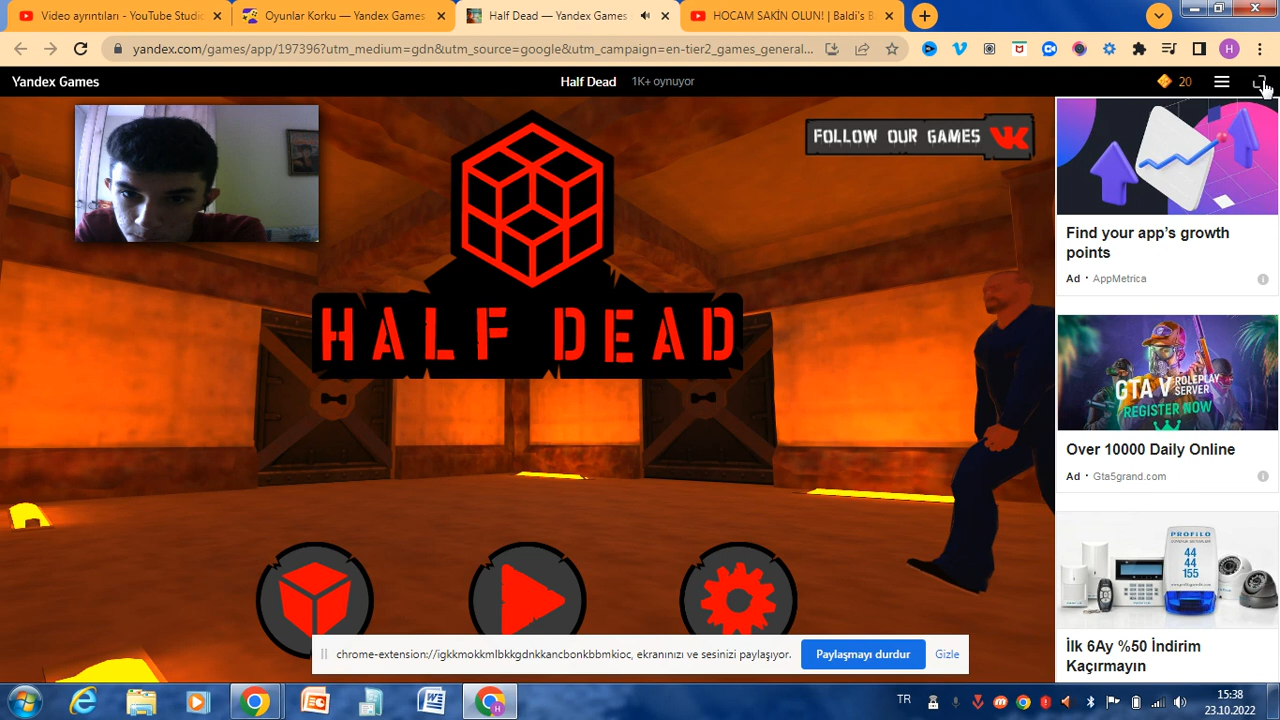 Video ayrıntıları - YouTube Studio
Oyunlar Korku — Yandex Games
Half Dead — Yandex Games
HOCAM SAKİN OLUN! | Baldi's B
yandex.com/games/app/197396?utm_medium=gdn&utm_source=google&utm_campaign=en-tier2_games_general...
H
Yandex Games
Half Dead
1K+ oynuyor
20
FOLLOW OUR GAMES
HALF DEAD
Find your app's growth
points
Ad · AppMetrica
GTA V ROLEPLAY
SERVER
REGISTER NOW
Over 10000 Daily Online
Ad · Gta5grand.com
PROFILO
44
44
155
İlk 6Ay %50 İndirim
Kaçırmayın
chrome-extension://igkkmokkmlbkkgdnkkancbonkbbmkioc, ekranınızı ve sesinizi paylaşıyor.
Paylaşmayı durdur
Gizle
TR
15:38
23.10.2022